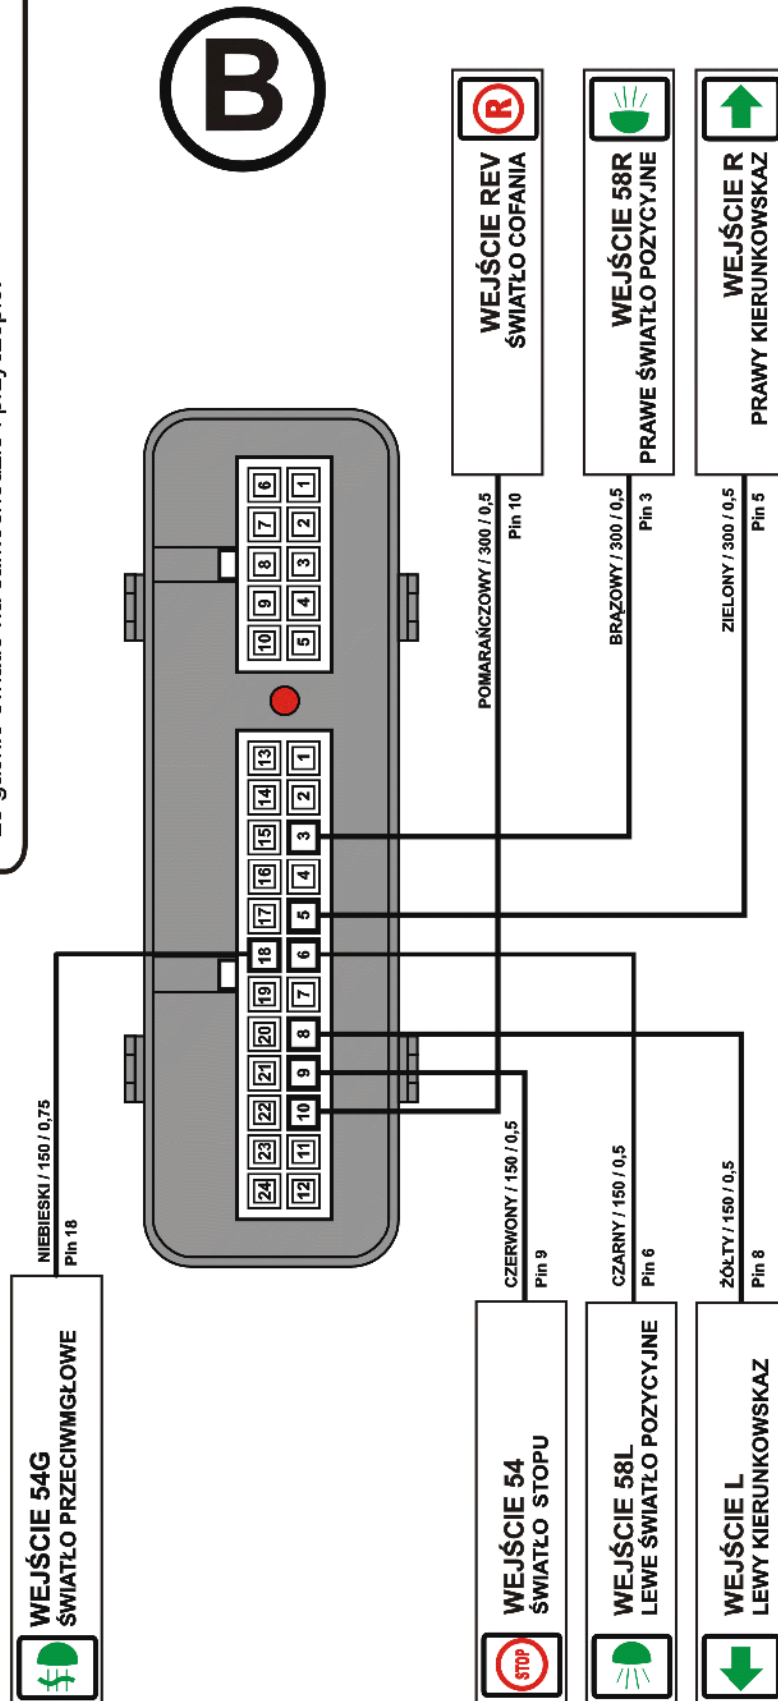 B
WEJŚCIE REV
ŚWIATŁO COFANIA
R
POMARAŃCZOWY / 300 / 0,5
Pin 10
WEJŚCIE 58R
PRAWE ŚWIATŁO POZYCYJNE
BRĄZOWY / 300 / 0,5
Pin 3
WEJŚCIE R
PRAWY KIERUNKOWSKAZ
ZIELONY / 300 / 0,5
Pin 5
10 9 8 7 6
5 4 3 2 1
24 23 22 21 20 19 18 17 16 15 14 13
12 11 10 9 8 7 6 5 4 3 2 1
WEJŚCIE 54G
ŚWIATŁO PRZECIWMGŁOWE
NIEBIESKI / 150 / 0,75
Pin 18
STOP
WEJŚCIE 54
ŚWIATŁO STOPU
CZERWONY / 150 / 0,5
Pin 9
WEJŚCIE 58L
LEWE ŚWIATŁO POZYCYJNE
CZARNY / 150 / 0,5
Pin 6
WEJŚCIE L
LEWY KIERUNKOWSKAZ
ŻÓŁTY / 150 / 0,5
Pin 8